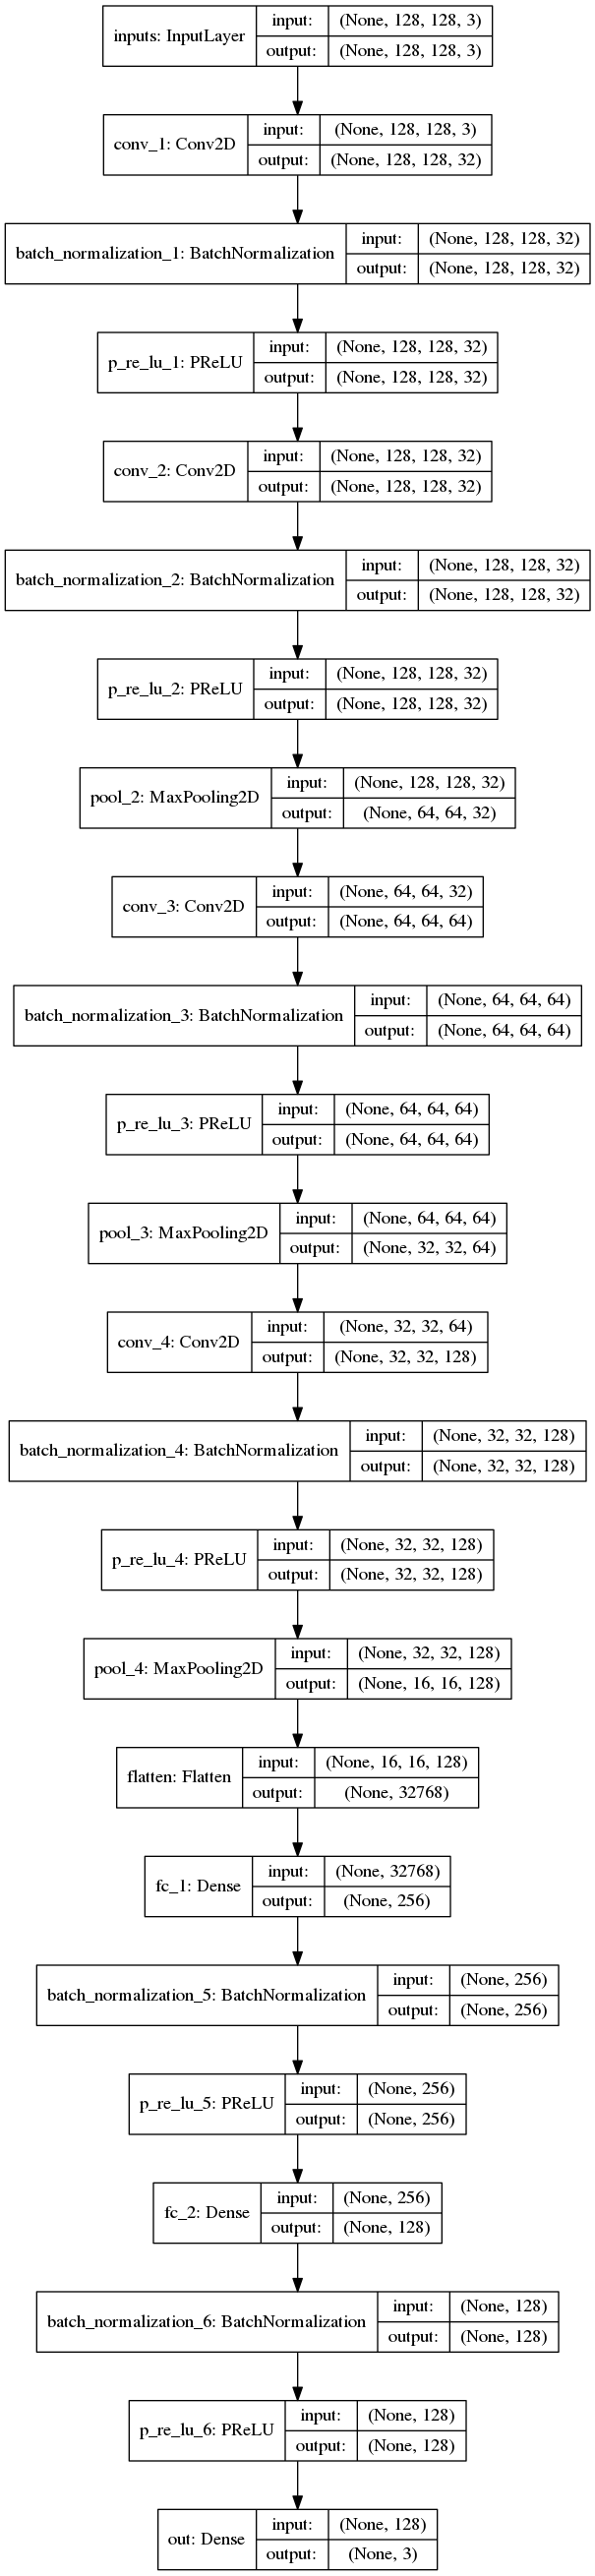 inputs: InputLayer
input: (None, 128, 128, 3)
output: (None, 128, 128, 3)
conv_1: Conv2D
input: (None, 128, 128, 3)
output: (None, 128, 128, 32)
batch_normalization_1: BatchNormalization
input: (None, 128, 128, 32)
output: (None, 128, 128, 32)
p_re_lu_1: PReLU
input: (None, 128, 128, 32)
output: (None, 128, 128, 32)
conv_2: Conv2D
input: (None, 128, 128, 32)
output: (None, 128, 128, 32)
batch_normalization_2: BatchNormalization
input: (None, 128, 128, 32)
output: (None, 128, 128, 32)
p_re_lu_2: PReLU
input: (None, 128, 128, 32)
output: (None, 128, 128, 32)
pool_2: MaxPooling2D
input: (None, 128, 128, 32)
output: (None, 64, 64, 32)
conv_3: Conv2D
input: (None, 64, 64, 32)
output: (None, 64, 64, 64)
batch_normalization_3: BatchNormalization
input: (None, 64, 64, 64)
output: (None, 64, 64, 64)
p_re_lu_3: PReLU
input: (None, 64, 64, 64)
output: (None, 64, 64, 64)
pool_3: MaxPooling2D
input: (None, 64, 64, 64)
output: (None, 32, 32, 64)
conv_4: Conv2D
input: (None, 32, 32, 64)
output: (None, 32, 32, 128)
batch_normalization_4: BatchNormalization
input: (None, 32, 32, 128)
output: (None, 32, 32, 128)
p_re_lu_4: PReLU
input: (None, 32, 32, 128)
output: (None, 32, 32, 128)
pool_4: MaxPooling2D
input: (None, 32, 32, 128)
output: (None, 16, 16, 128)
flatten: Flatten
input: (None, 16, 16, 128)
output: (None, 32768)
fc_1: Dense
input: (None, 32768)
output: (None, 256)
batch_normalization_5: BatchNormalization
input: (None, 256)
output: (None, 256)
p_re_lu_5: PReLU
input: (None, 256)
output: (None, 256)
fc_2: Dense
input: (None, 256)
output: (None, 128)
batch_normalization_6: BatchNormalization
input: (None, 128)
output: (None, 128)
p_re_lu_6: PReLU
input: (None, 128)
output: (None, 128)
out: Dense
input: (None, 128)
output: (None, 3)